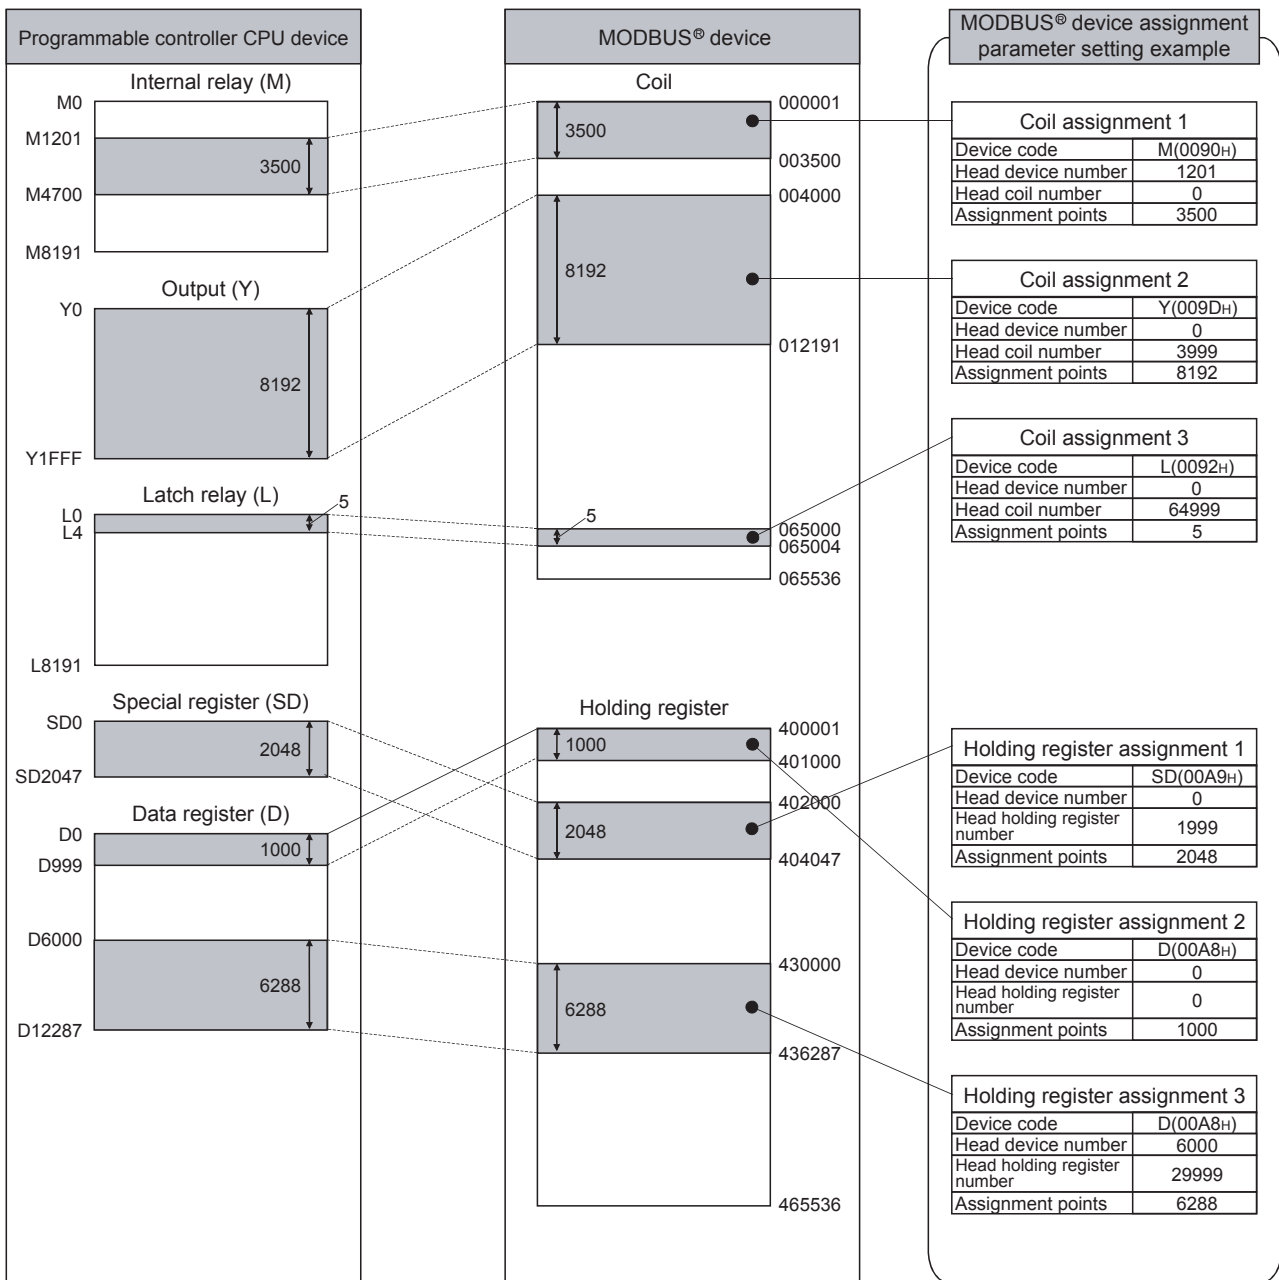 Programmable controller CPU device
Internal relay (M)
M0
M1201
3500
M4700
M8191
Output (Y)
Y0
8192
Y1FFF
Latch relay (L)
L0
5
L4
L8191
Special register (SD)
SD0
2048
SD2047
Data register (D)
D0
1000
D999
D6000
6288
D12287
MODBUS® device
Coil
000001
3500
003500
004000
8192
012191
5
065000
065004
065536
Holding register
400001
1000
401000
402000
2048
404047
430000
6288
436287
465536
MODBUS® device assignment
parameter setting example
Coil assignment 1
Device code M(0090H)
Head device number 1201
Head coil number 0
Assignment points 3500
Coil assignment 2
Device code Y(009DH)
Head device number 0
Head coil number 3999
Assignment points 8192
Coil assignment 3
Device code L(0092H)
Head device number 0
Head coil number 64999
Assignment points 5
Holding register assignment 1
Device code SD(00A9H)
Head device number 0
Head holding register
number 1999
Assignment points 2048
Holding register assignment 2
Device code D(00A8H)
Head device number 0
Head holding register
number 0
Assignment points 1000
Holding register assignment 3
Device code D(00A8H)
Head device number 6000
Head holding register
number 29999
Assignment points 6288